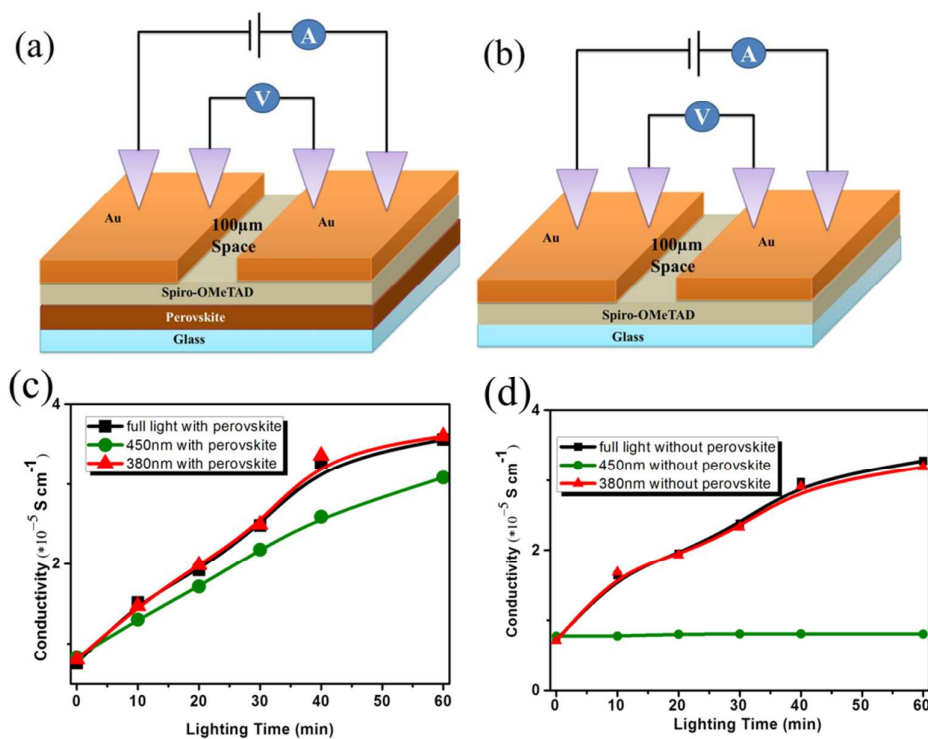 (a)
A
V
Au
Au
100μm
Space
Spiro-OMeTAD
Perovskite
Glass
(b)
A
V
Au
Au
100μm
Space
Spiro-OMeTAD
Glass
(c)
4
2
Conductivity (*10⁻⁵ S cm⁻¹)
full light with perovskite
450nm with perovskite
380nm with perovskite
0 10 20 30 40 50 60
Lighting Time (min)
(d)
4
2
0
Conductivity (*10⁻⁵ S cm⁻¹)
full light without perovskite
450nm without perovskite
380nm without perovskite
0 10 20 30 40 50 60
Lighting Time (min)